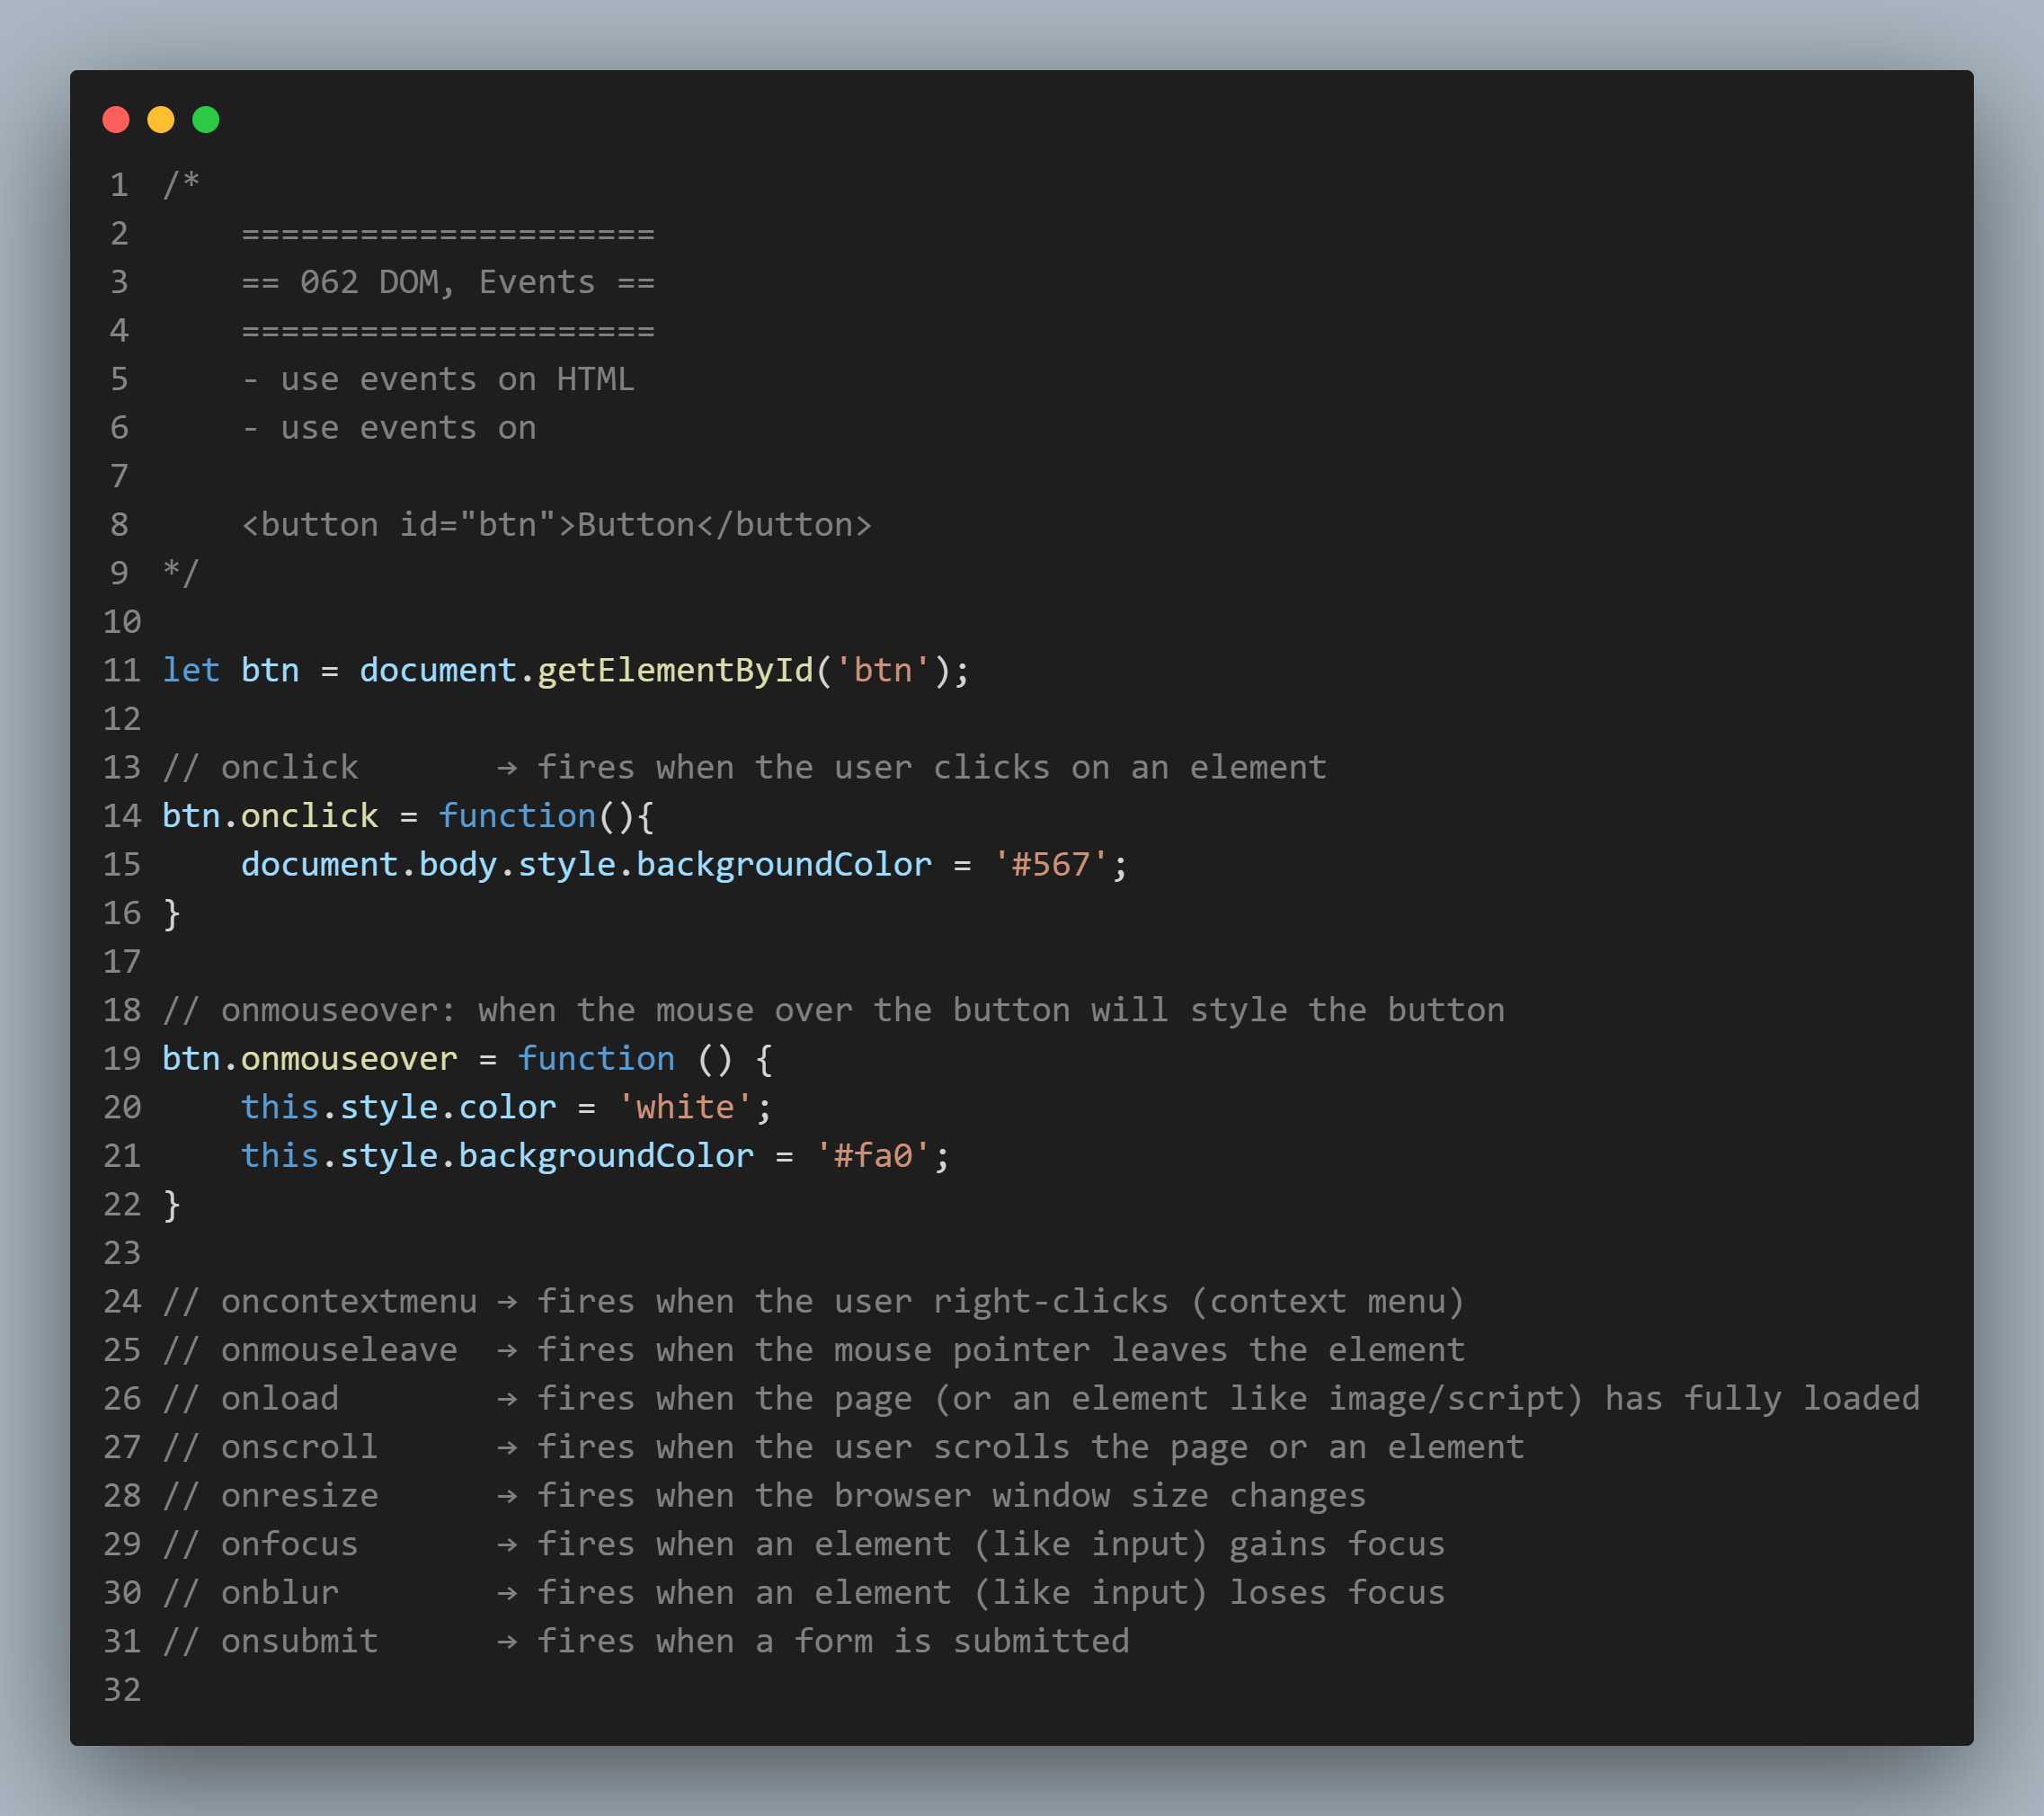 1 /*
2     =====================
3     == 062 DOM, Events ==
4     =====================
5     - use events on HTML
6     - use events on
7
8     <button id="btn">Button</button>
9 */
10
11 let btn = document.getElementById('btn');
12
13 // onclick       → fires when the user clicks on an element
14 btn.onclick = function(){
15     document.body.style.backgroundColor = '#567';
16 }
17
18 // onmouseover: when the mouse over the button will style the button
19 btn.onmouseover = function () {
20     this.style.color = 'white';
21     this.style.backgroundColor = '#fa0';
22 }
23
24 // oncontextmenu → fires when the user right-clicks (context menu)
25 // onmouseleave  → fires when the mouse pointer leaves the element
26 // onload        → fires when the page (or an element like image/script) has fully loaded
27 // onscroll      → fires when the user scrolls the page or an element
28 // onresize      → fires when the browser window size changes
29 // onfocus       → fires when an element (like input) gains focus
30 // onblur        → fires when an element (like input) loses focus
31 // onsubmit      → fires when a form is submitted
32